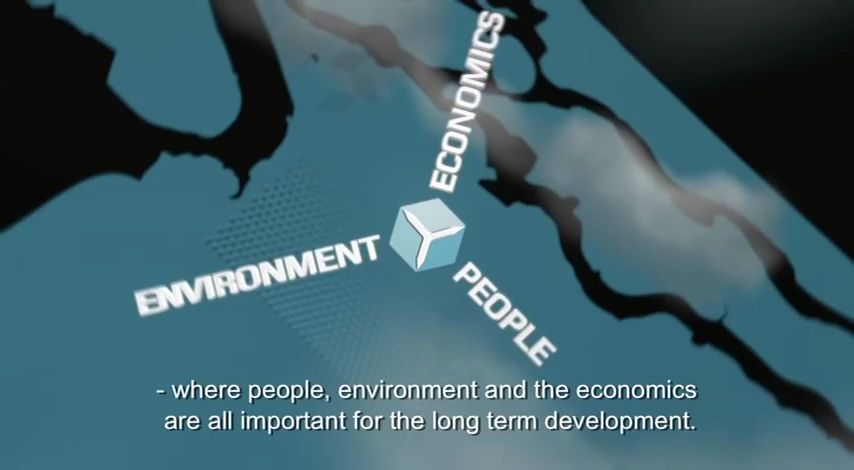 ECONOMICS
ENVIRONMENT
PEOPLE
- where people, environment and the economics
are all important for the long term development.